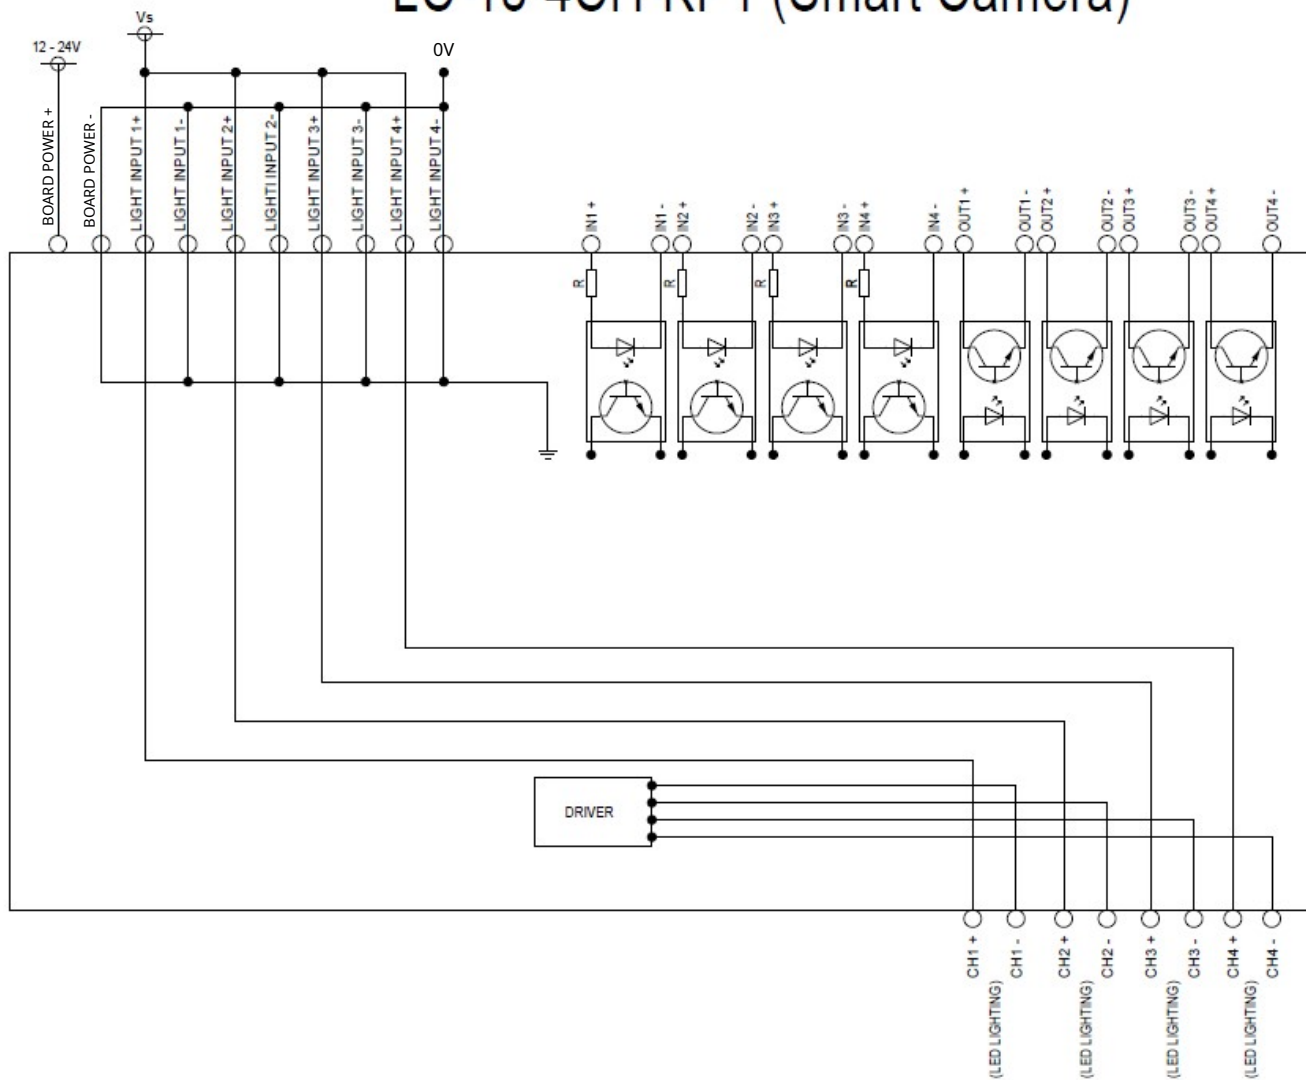 (Smart Camera)
Vs
12 - 24V
0V
BOARD POWER +
BOARD POWER -
LIGHT INPUT 1+
LIGHT INPUT 1-
LIGHT INPUT 2+
LIGHTI INPUT 2-
LIGHT INPUT 3+
LIGHT INPUT 3-
LIGHT INPUT 4+
LIGHT INPUT 4-
IN1 +
IN1 -
IN2 +
IN2 -
IN3 +
IN3 -
IN4 +
IN4 -
OUT1 +
OUT1 -
OUT2 +
OUT2 -
OUT3 +
OUT3 -
OUT4 +
OUT4 -
R
R
R
R
DRIVER
CH1 +
CH1 -
CH2 +
CH2 -
CH3 +
CH3 -
CH4 +
CH4 -
(LED LIGHTING)
(LED LIGHTING)
(LED LIGHTING)
(LED LIGHTING)